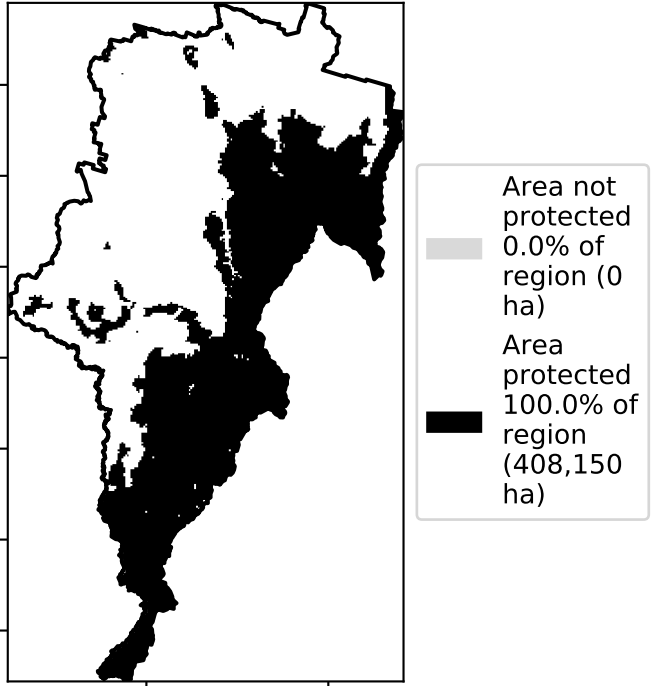 Area not
protected
0.0% of
region (0
ha)
Area
protected
100.0% of
region
(408,150
ha)